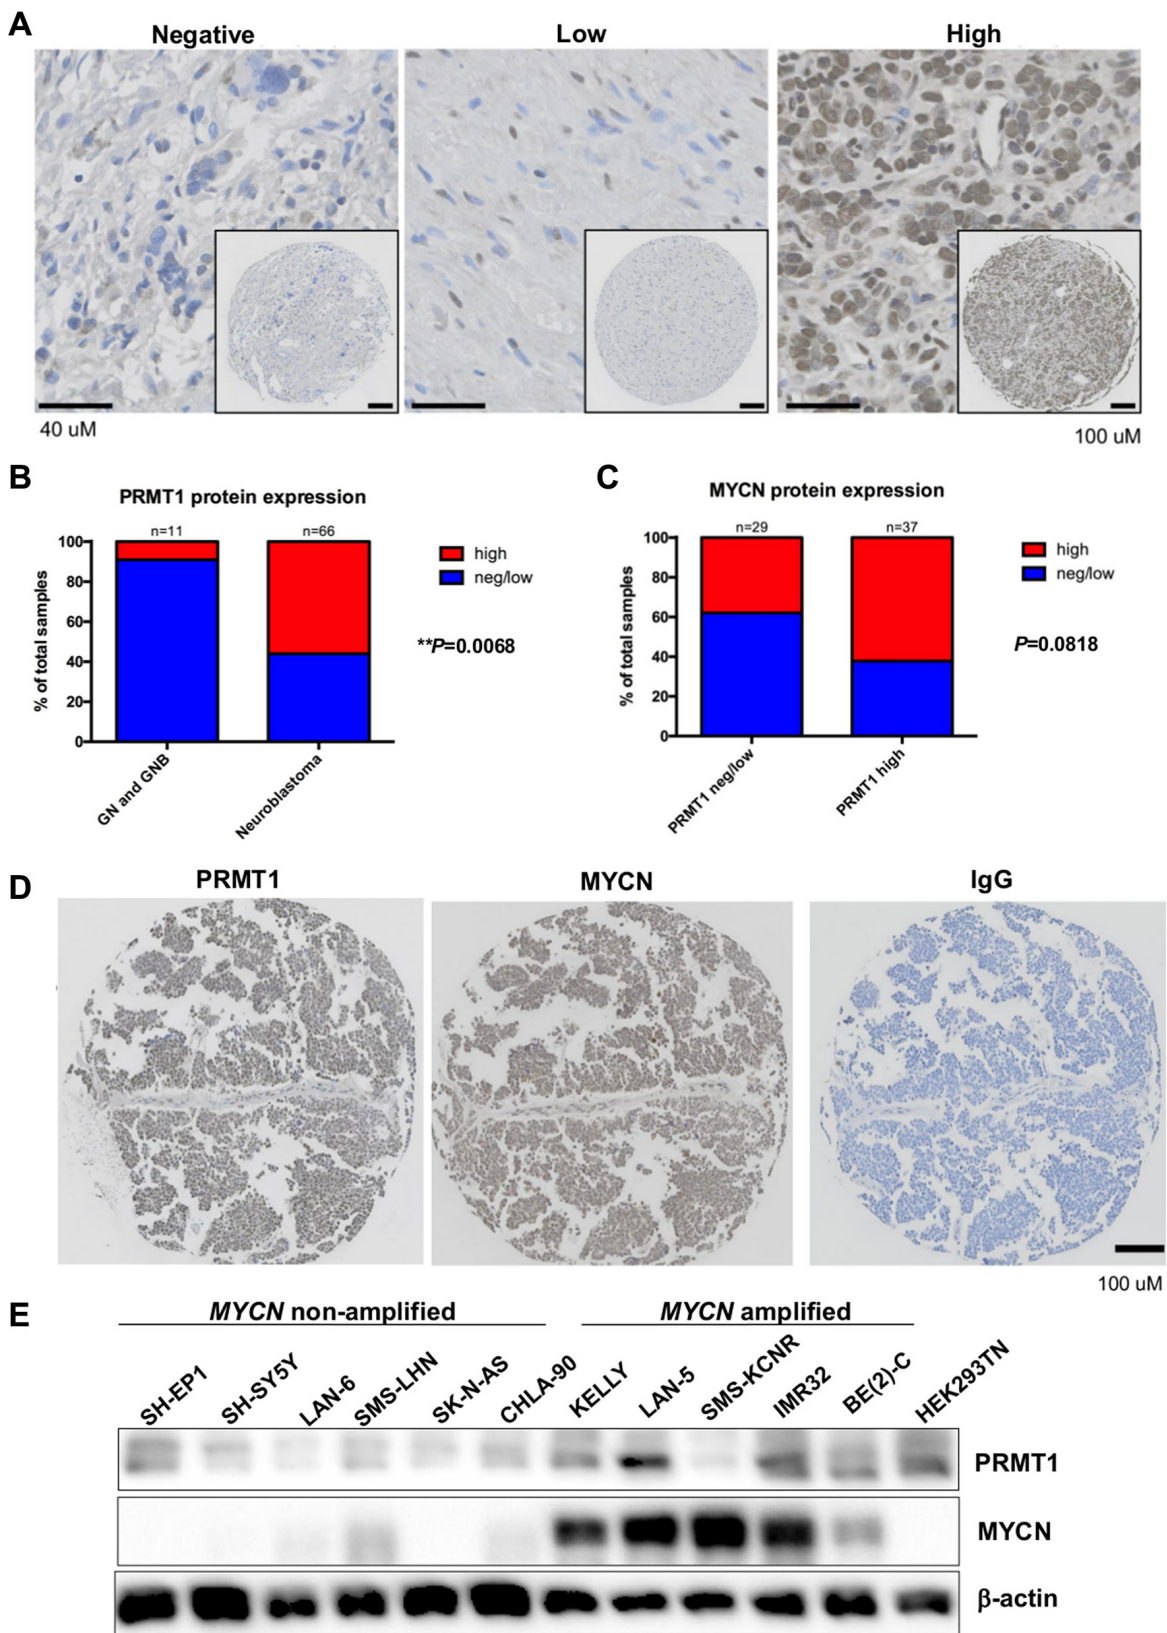 A
Negative
Low
High
40 uM
100 uM
B
PRMT1 protein expression
n=11
n=66
% of total samples
100
80
60
40
20
0
GN and GNB
Neuroblastoma
high
neg/low
**P=0.0068
C
MYCN protein expression
n=29
n=37
% of total samples
100
80
60
40
20
0
PRMT1 neg/low
PRMT1 high
high
neg/low
P=0.0818
D
PRMT1
MYCN
IgG
100 uM
E
MYCN non-amplified
MYCN amplified
SH-EP1
SH-SY5Y
LAN-6
SMS-LHN
SK-N-AS
CHLA-90
KELLY
LAN-5
SMS-KCNR
IMR32
BE(2)-C
HEK293TN
PRMT1
MYCN
β-actin